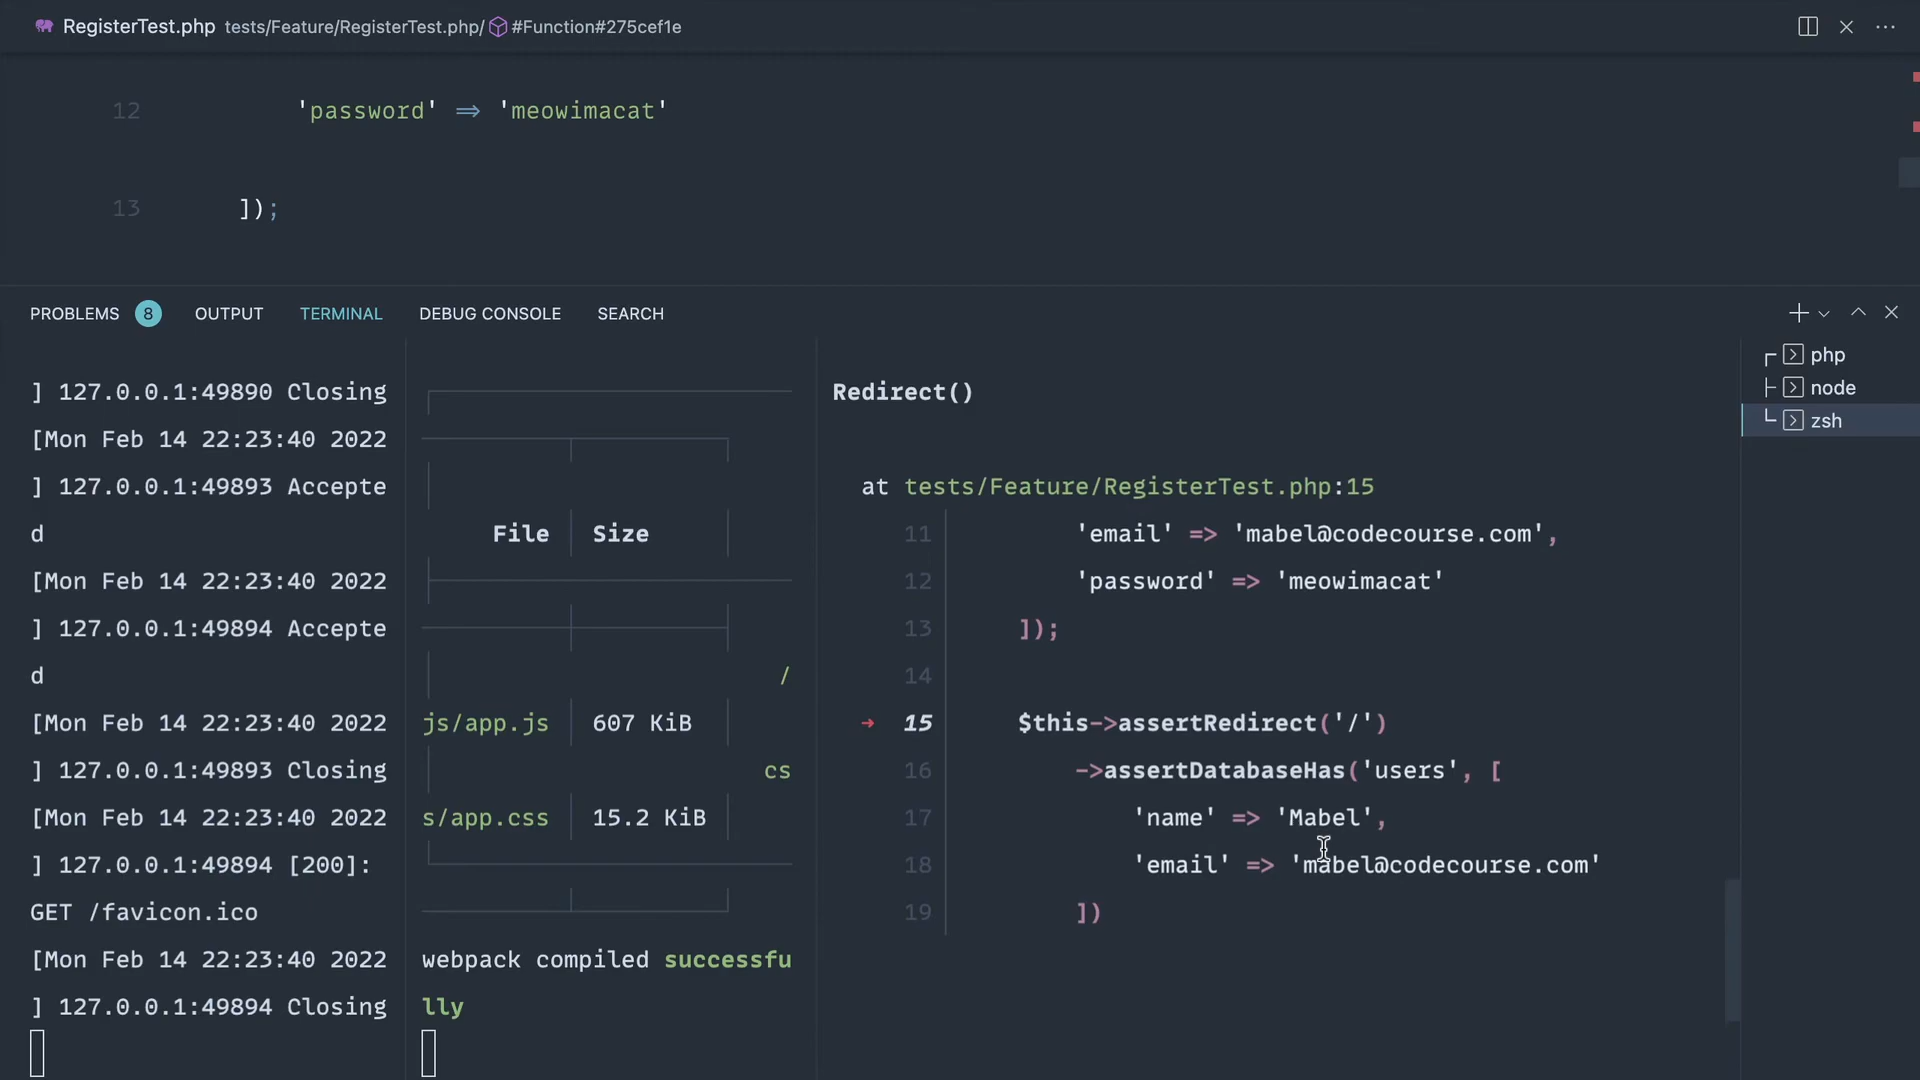 RegisterTest.php tests/Feature/RegisterTest.php/ #Function#275cef1e
12 'password' => 'meowimacat'
13 ]);
PROBLEMS 8 OUTPUT TERMINAL DEBUG CONSOLE SEARCH
php
node
zsh
] 127.0.0.1:49890 Closing
[Mon Feb 14 22:23:40 2022
] 127.0.0.1:49893 Accepte
d
[Mon Feb 14 22:23:40 2022
] 127.0.0.1:49894 Accepte
d
[Mon Feb 14 22:23:40 2022
] 127.0.0.1:49893 Closing
[Mon Feb 14 22:23:40 2022
] 127.0.0.1:49894 [200]:
GET /favicon.ico
[Mon Feb 14 22:23:40 2022
] 127.0.0.1:49894 Closing
File Size
/
js/app.js 607 KiB
cs
s/app.css 15.2 KiB
webpack compiled successfu
lly
Redirect()
at tests/Feature/RegisterTest.php:15
11 'email' => 'mabel@codecourse.com',
12 'password' => 'meowimacat'
13 ]);
14
➜ 15 $this->assertRedirect('/')
16 ->assertDatabaseHas('users', [
17 'name' => 'Mabel',
18 'email' => 'mabel@codecourse.com'
19 ])